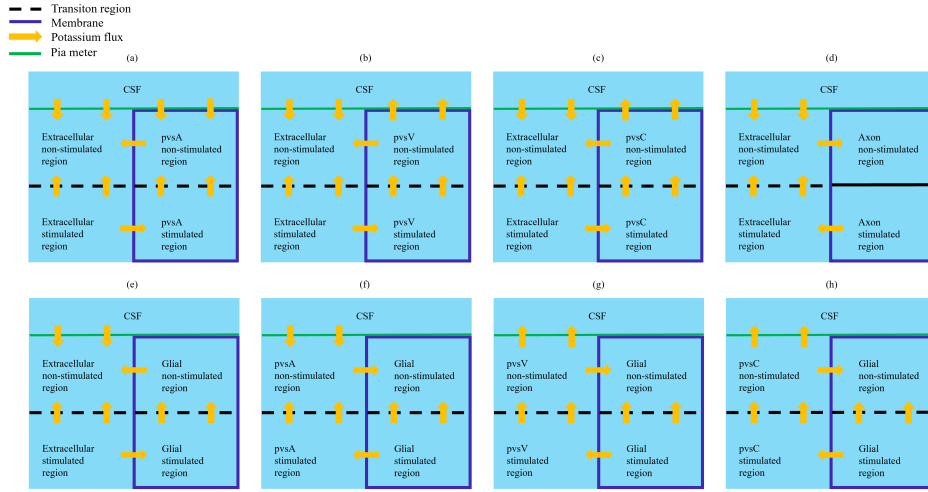 Transiton region
Membrane
Potassium flux
Pia meter
(a)
(b)
(c)
(d)
CSF
CSF
CSF
CSF
Extracellular
non-stimulated
region
pvsA
non-stimulated
region
Extracellular
non-stimulated
region
pvsV
non-stimulated
region
Extracellular
non-stimulated
region
pvsC
non-stimulated
region
Extracellular
non-stimulated
region
Axon
non-stimulated
region
Extracellular
stimulated
region
pvsA
stimulated
region
Extracellular
stimulated
region
pvsV
stimulated
region
Extracellular
stimulated
region
pvsC
stimulated
region
Extracellular
stimulated
region
Axon
stimulated
region
(e)
(f)
(g)
(h)
CSF
CSF
CSF
CSF
Extracellular
non-stimulated
region
Glial
non-stimulated
region
pvsA
non-stimulated
region
Glial
non-stimulated
region
pvsV
non-stimulated
region
Glial
non-stimulated
region
pvsC
non-stimulated
region
Glial
non-stimulated
region
Extracellular
stimulated
region
Glial
stimulated
region
pvsA
stimulated
region
Glial
stimulated
region
pvsV
stimulated
region
Glial
stimulated
region
pvsC
stimulated
region
Glial
stimulated
region